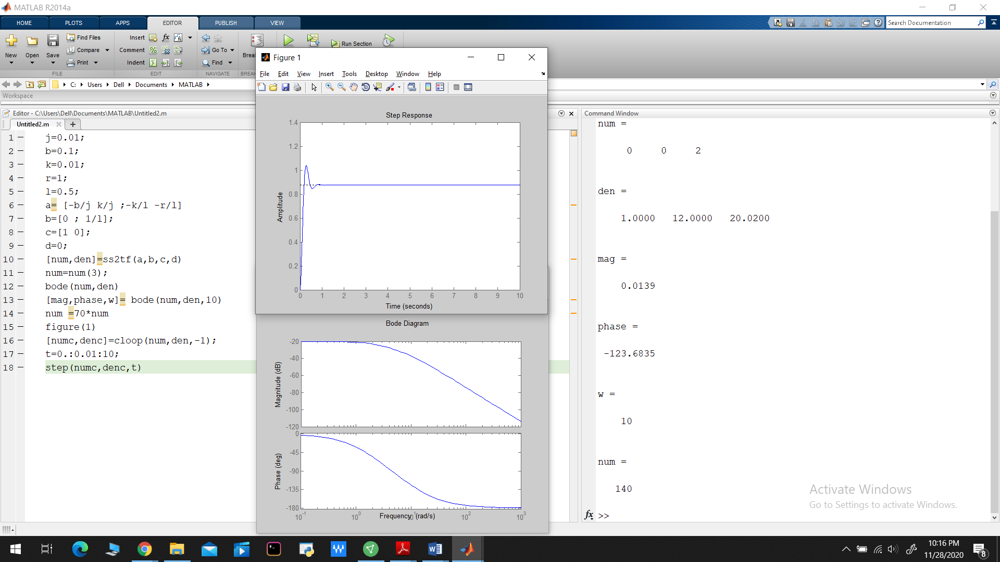 MATLAB R2014a
HOME PLOTS APPS EDITOR PUBLISH VIEW
Search Documentation
New Open Save
Find Files
Compare
Print
Insert
Comment
Indent
fx
Go To
Find
Breal
Run Section
FILE EDIT NAVIGATE BREAK
C: Users Dell Documents MATLAB
Workspace
Editor - C:\Users\Dell\Documents\MATLAB\Untitled2.m
Untitled2.m
1 j=0.01;
2 b=0.1;
3 k=0.01;
4 r=1;
5 l=0.5;
6 a= [-b/j k/j ;-k/l -r/l]
7 b=[0 ; 1/l];
8 c=[1 0];
9 d=0;
10 [num,den]=ss2tf(a,b,c,d)
11 num=num(3);
12 bode(num,den)
13 [mag,phase,w]= bode(num,den,10)
14 num =70*num
15 figure(1)
16 [numc,denc]=cloop(num,den,-1);
17 t=0.:0.01:10;
18 step(numc,denc,t)
Figure 1
File Edit View Insert Tools Desktop Window Help
Step Response
Amplitude
1.4
1.2
1
0.8
0.6
0.4
0.2
0
0 1 2 3 4 5 6 7 8 9 10
Time (seconds)
Bode Diagram
Magnitude (dB)
-20
-40
-60
-80
-100
-120
Phase (deg)
0
-45
-90
-135
-180
10-1 100 101 102 103
Frequency (rad/s)
Command Window
num =
0 0 2
den =
1.0000 12.0000 20.0200
mag =
0.0139
phase =
-123.6835
w =
10
num =
140
fx >>
Activate Windows
Go to Settings to activate Windows.
10:16 PM
11/28/2020
8